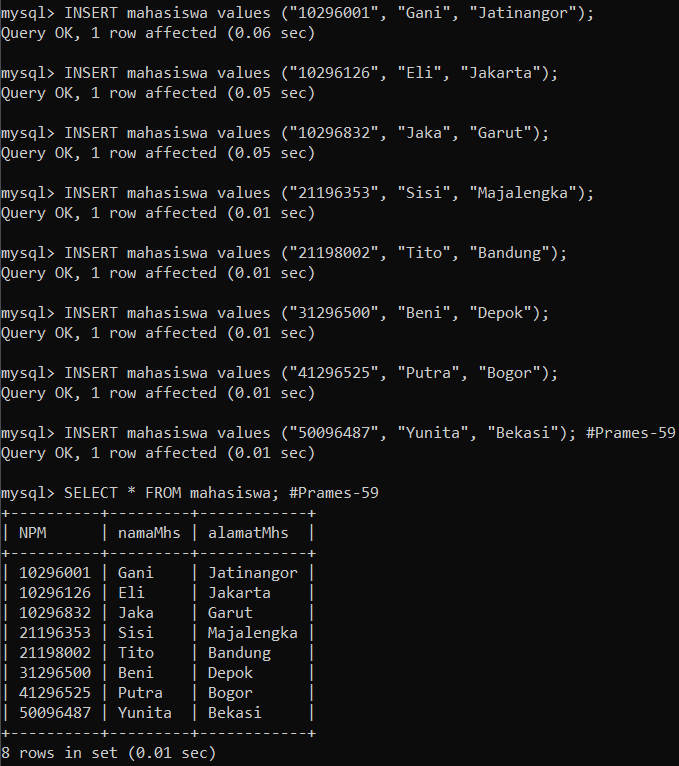 mysql> INSERT mahasiswa values ("10296001", "Gani", "Jatinangor");
Query OK, 1 row affected (0.06 sec)
mysql> INSERT mahasiswa values ("10296126", "Eli", "Jakarta");
Query OK, 1 row affected (0.05 sec)
mysql> INSERT mahasiswa values ("10296832", "Jaka", "Garut");
Query OK, 1 row affected (0.05 sec)
mysql> INSERT mahasiswa values ("21196353", "Sisi", "Majalengka");
Query OK, 1 row affected (0.01 sec)
mysql> INSERT mahasiswa values ("21198002", "Tito", "Bandung");
Query OK, 1 row affected (0.01 sec)
mysql> INSERT mahasiswa values ("31296500", "Beni", "Depok");
Query OK, 1 row affected (0.01 sec)
mysql> INSERT mahasiswa values ("41296525", "Putra", "Bogor");
Query OK, 1 row affected (0.01 sec)
mysql> INSERT mahasiswa values ("50096487", "Yunita", "Bekasi"); #Prames-59
Query OK, 1 row affected (0.01 sec)
mysql> SELECT * FROM mahasiswa; #Prames-59
+----------+---------+------------+
| NPM      | namaMhs | alamatMhs  |
+----------+---------+------------+
| 10296001 | Gani    | Jatinangor |
| 10296126 | Eli     | Jakarta    |
| 10296832 | Jaka    | Garut      |
| 21196353 | Sisi    | Majalengka |
| 21198002 | Tito    | Bandung    |
| 31296500 | Beni    | Depok      |
| 41296525 | Putra   | Bogor      |
| 50096487 | Yunita  | Bekasi     |
+----------+---------+------------+
8 rows in set (0.01 sec)